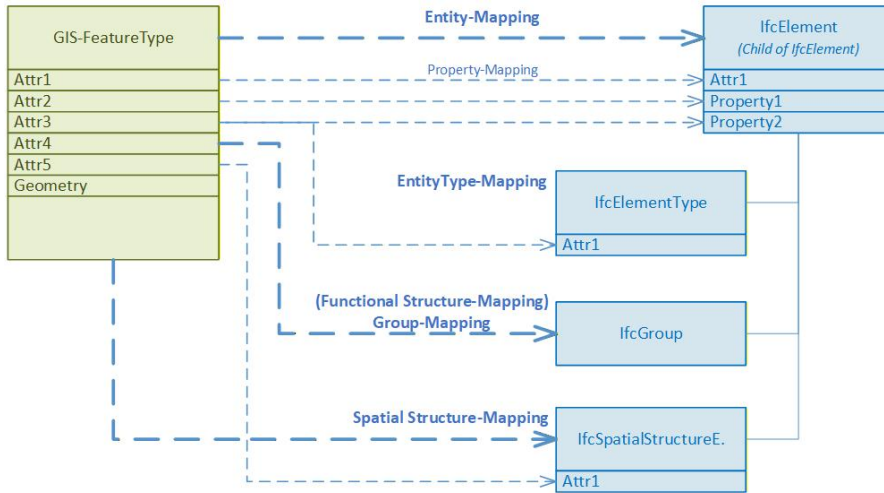 Entity-Mapping
GIS-FeatureType
IfcElement
(Child of IfcElement)
Attr1
Property-Mapping
Attr1
Attr2
Property1
Attr3
Property2
Attr4
Attr5
EntityType-Mapping
Geometry
IfcElementType
Attr1
(Functional Structure-Mapping)
Group-Mapping
IfcGroup
Spatial Structure-Mapping
IfcSpatialStructureE.
Attr1